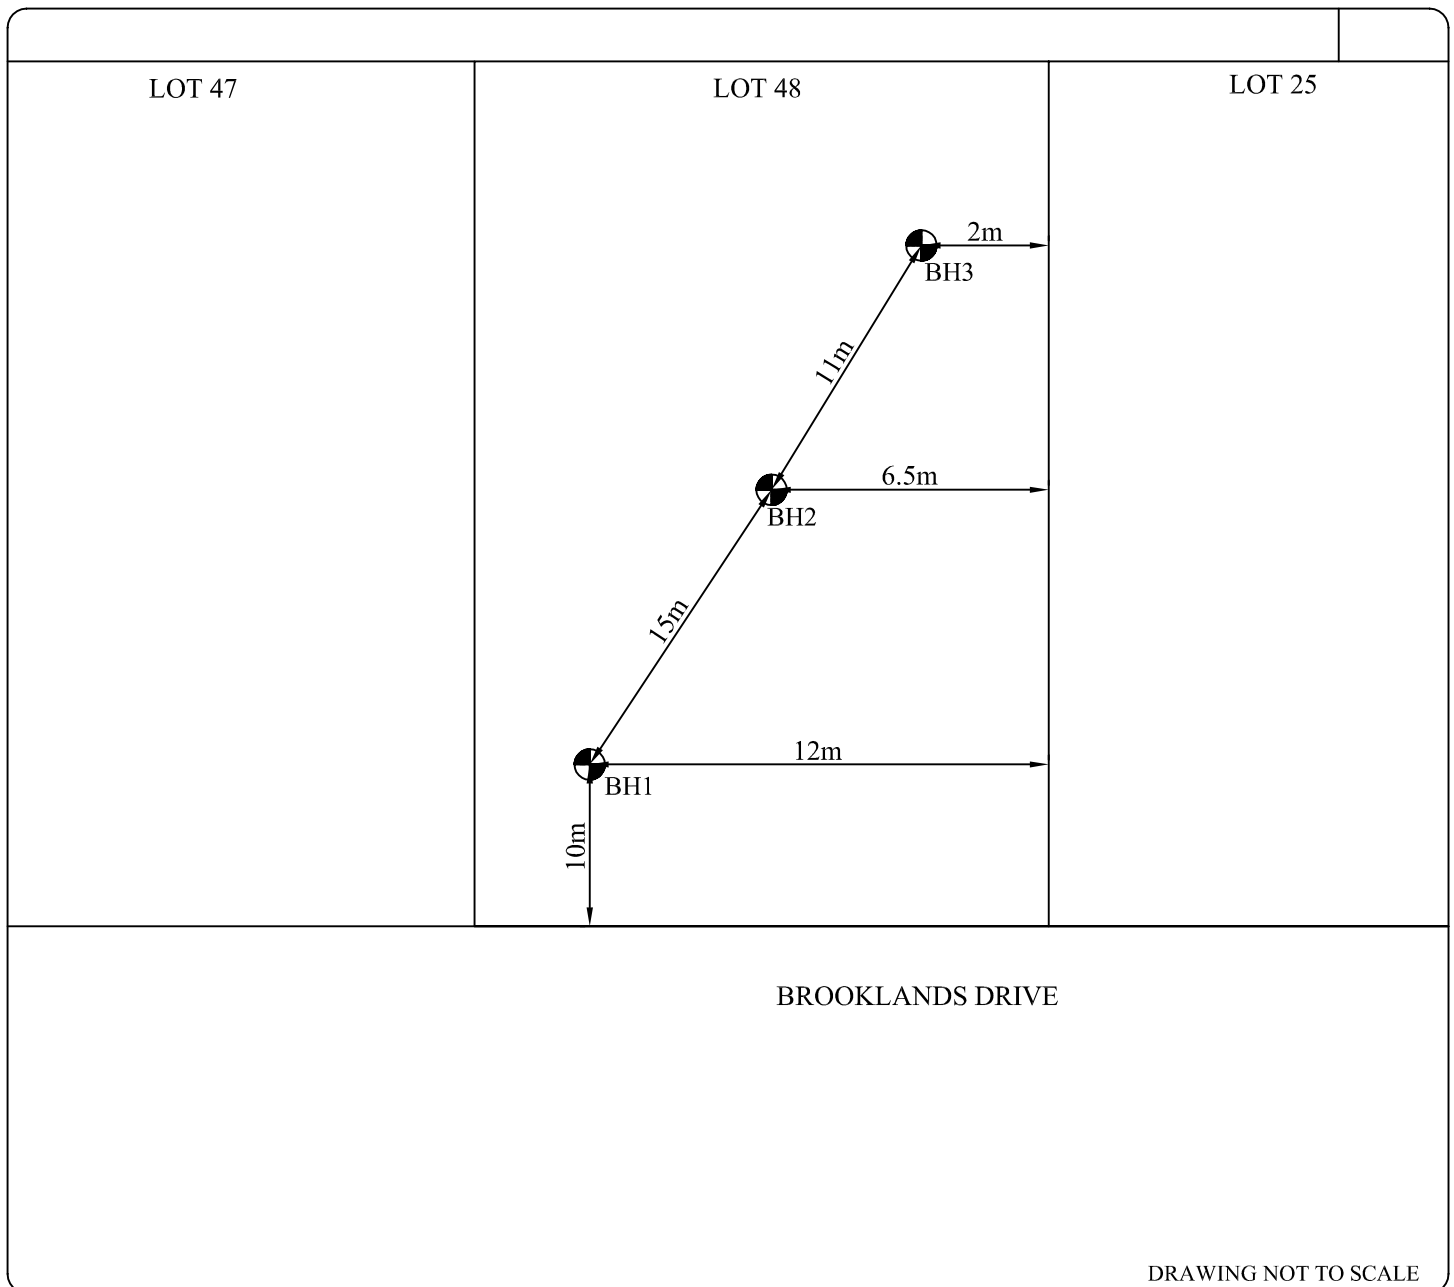 LOT 47
LOT 48
LOT 25
2m
BH3
11m
6.5m
BH2
15m
12m
BH1
10m
BROOKLANDS DRIVE
DRAWING NOT TO SCALE